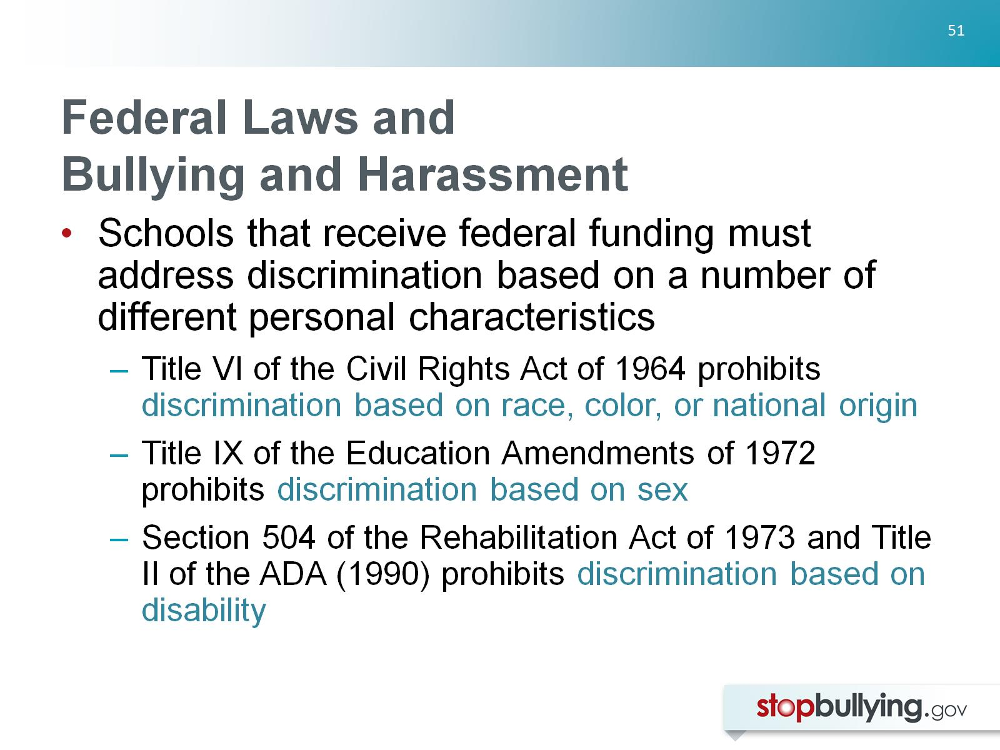 51
Federal Laws and
Bullying and Harassment
• Schools that receive federal funding must
address discrimination based on a number of
different personal characteristics
– Title VI of the Civil Rights Act of 1964 prohibits
discrimination based on race, color, or national origin
– Title IX of the Education Amendments of 1972
prohibits discrimination based on sex
– Section 504 of the Rehabilitation Act of 1973 and Title
II of the ADA (1990) prohibits discrimination based on
disability
stopbullying.gov